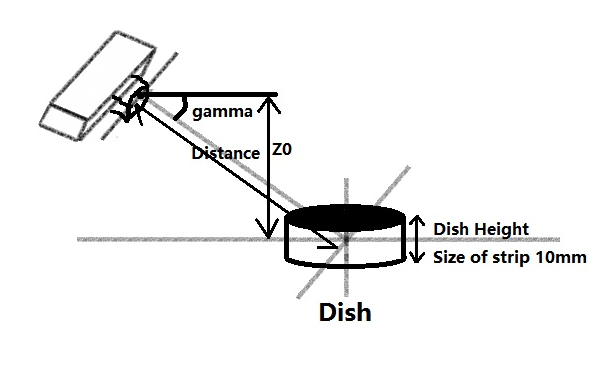 gamma
Distance
Z0
Dish Height
Size of strip 10mm
Dish